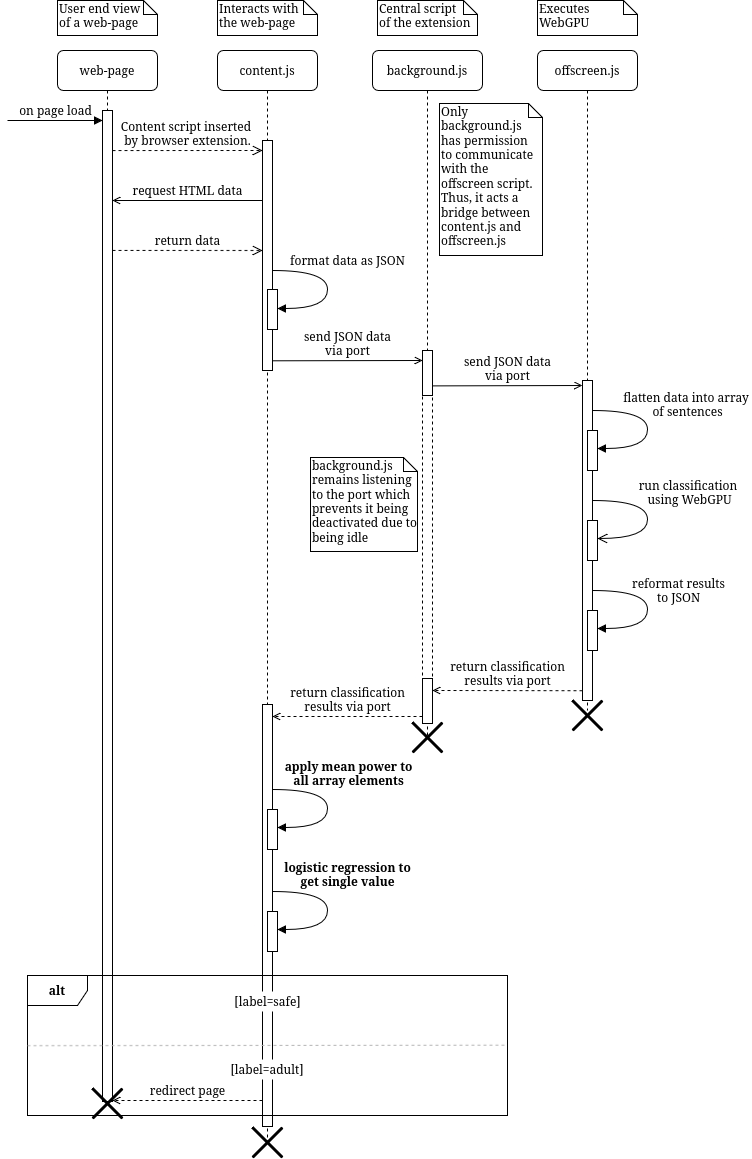 User end view
of a web-page
Interacts with
the web-page
Central script
of the extension
Executes
WebGPU
web-page
content.js
background.js
offscreen.js
on page load
Content script inserted
by browser extension.
Only
background.js
has permission
to communicate
with the
offscreen script.
Thus, it acts a
bridge between
content.js and
offscreen.js
request HTML data
return data
format data as JSON
send JSON data
via port
send JSON data
via port
flatten data into array
of sentences
background.js
remains listening
to the port which
prevents it being
deactivated due to
being idle
run classification
using WebGPU
reformat results
to JSON
return classification
results via port
return classification
results via port
apply mean power to
all array elements
logistic regression to
get single value
alt
[label=safe]
[label=adult]
redirect page